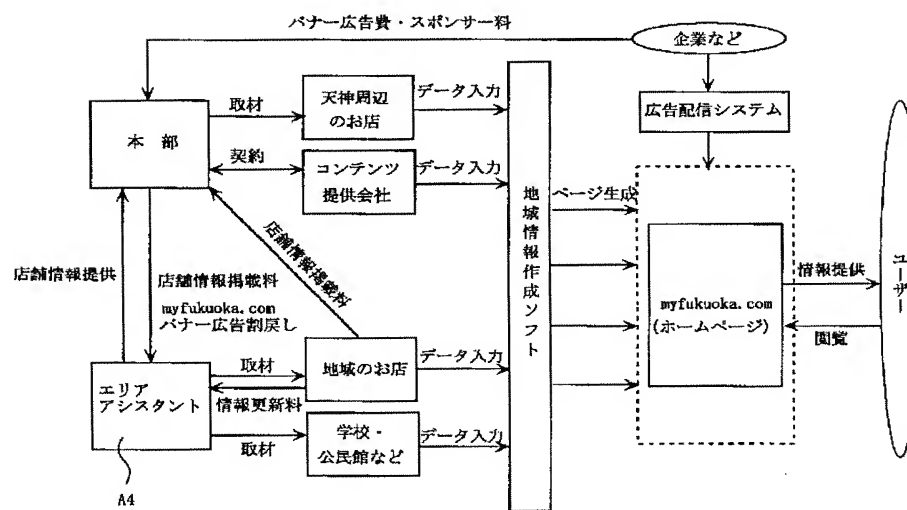 バナー広告費・スポンサー料
企業など
取材
天神周辺
のお店
データ入力
広告配信システム
本 部
契約
コンテンツ
提供会社
データ入力
地域情報作成ソフト
ページ生成
店舗情報掲載料
店舗情報提供
店舗情報掲載料
myfukuoka.com
バナー広告割戻し
myfukuoka.com
(ホームページ)
情報提供
閲覧
ユーザー
エリア
アシスタント
取材
情報更新料
地域のお店
データ入力
取材
学校・
公民館など
データ入力
A4